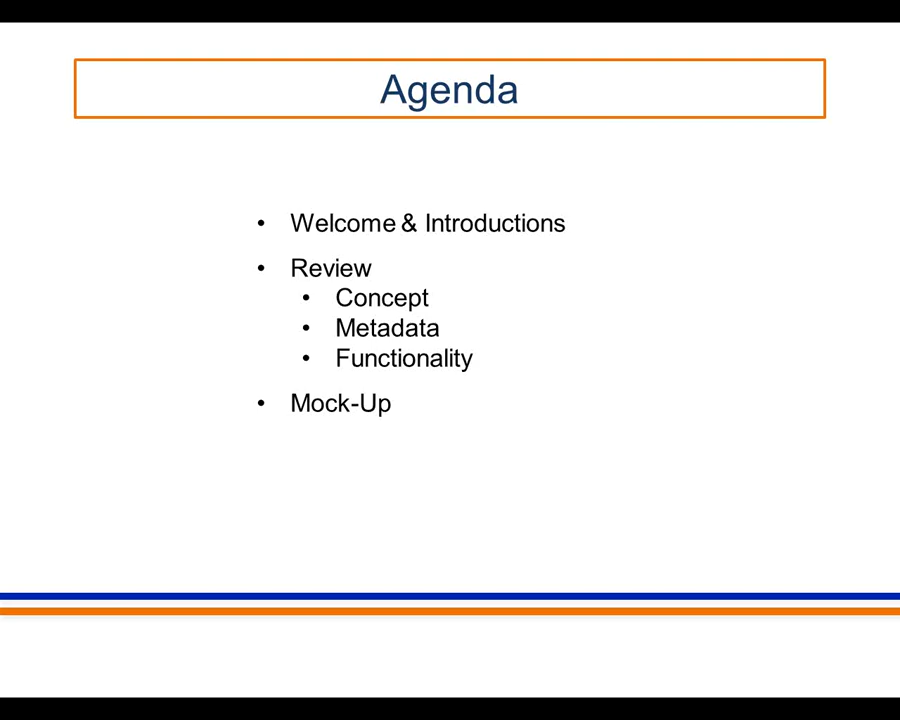 Agenda
• Welcome & Introductions
• Review
• Concept
• Metadata
• Functionality
• Mock-Up